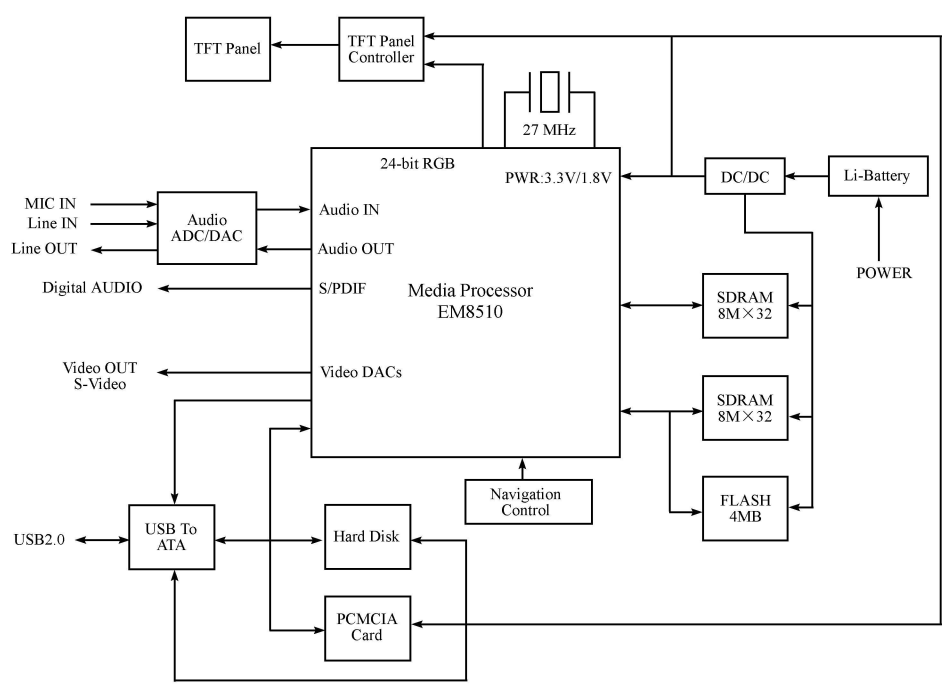 TFT Panel
TFT Panel
Controller
27 MHz
24-bit RGB
PWR:3.3V/1.8V
DC/DC
Li-Battery
POWER
MIC IN
Line IN
Line OUT
Audio
ADC/DAC
Audio IN
Audio OUT
Digital AUDIO
S/PDIF
Media Processor
EM8510
SDRAM
8M×32
Video OUT
S-Video
Video DACs
SDRAM
8M×32
Navigation
Control
FLASH
4MB
USB2.0
USB To
ATA
Hard Disk
PCMCIA
Card